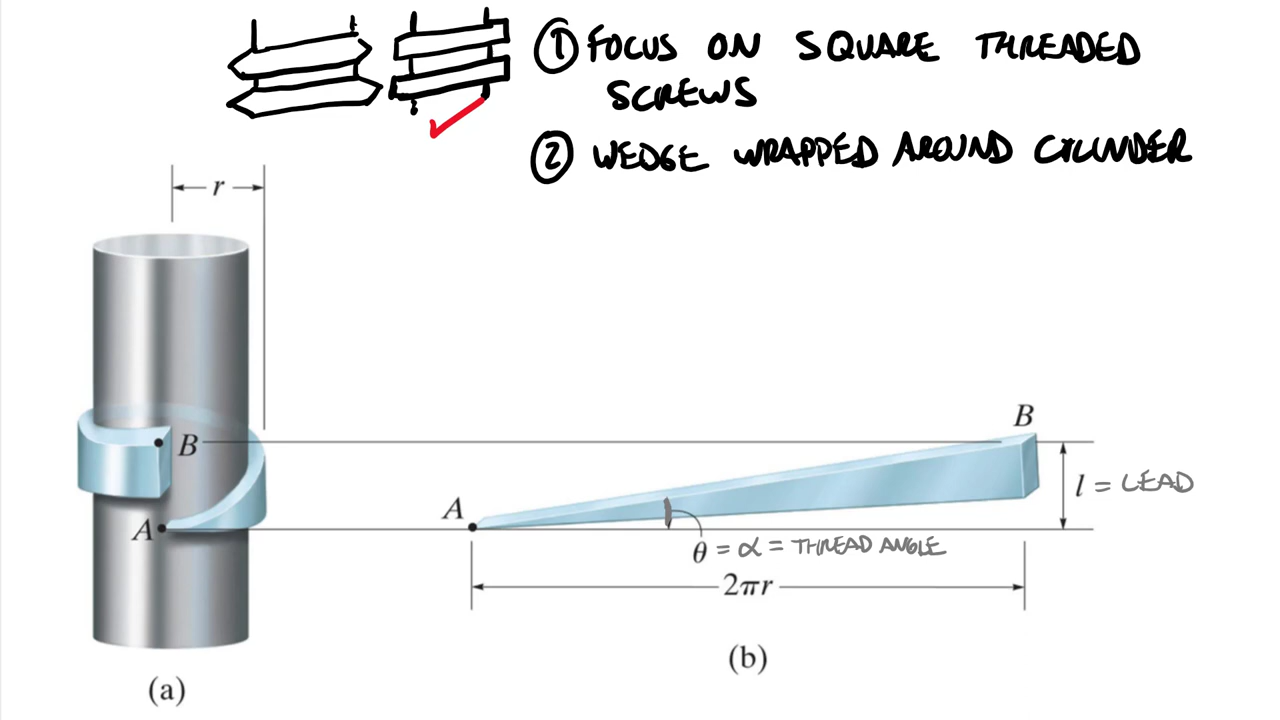 ① FOCUS ON SQUARE THREADED
SCREWS
② WEDGE WRAPPED AROUND CYLINDER
r
B
A
(a)
B
A
l = LEAD
θ = α = THREAD ANGLE
2πr
(b)